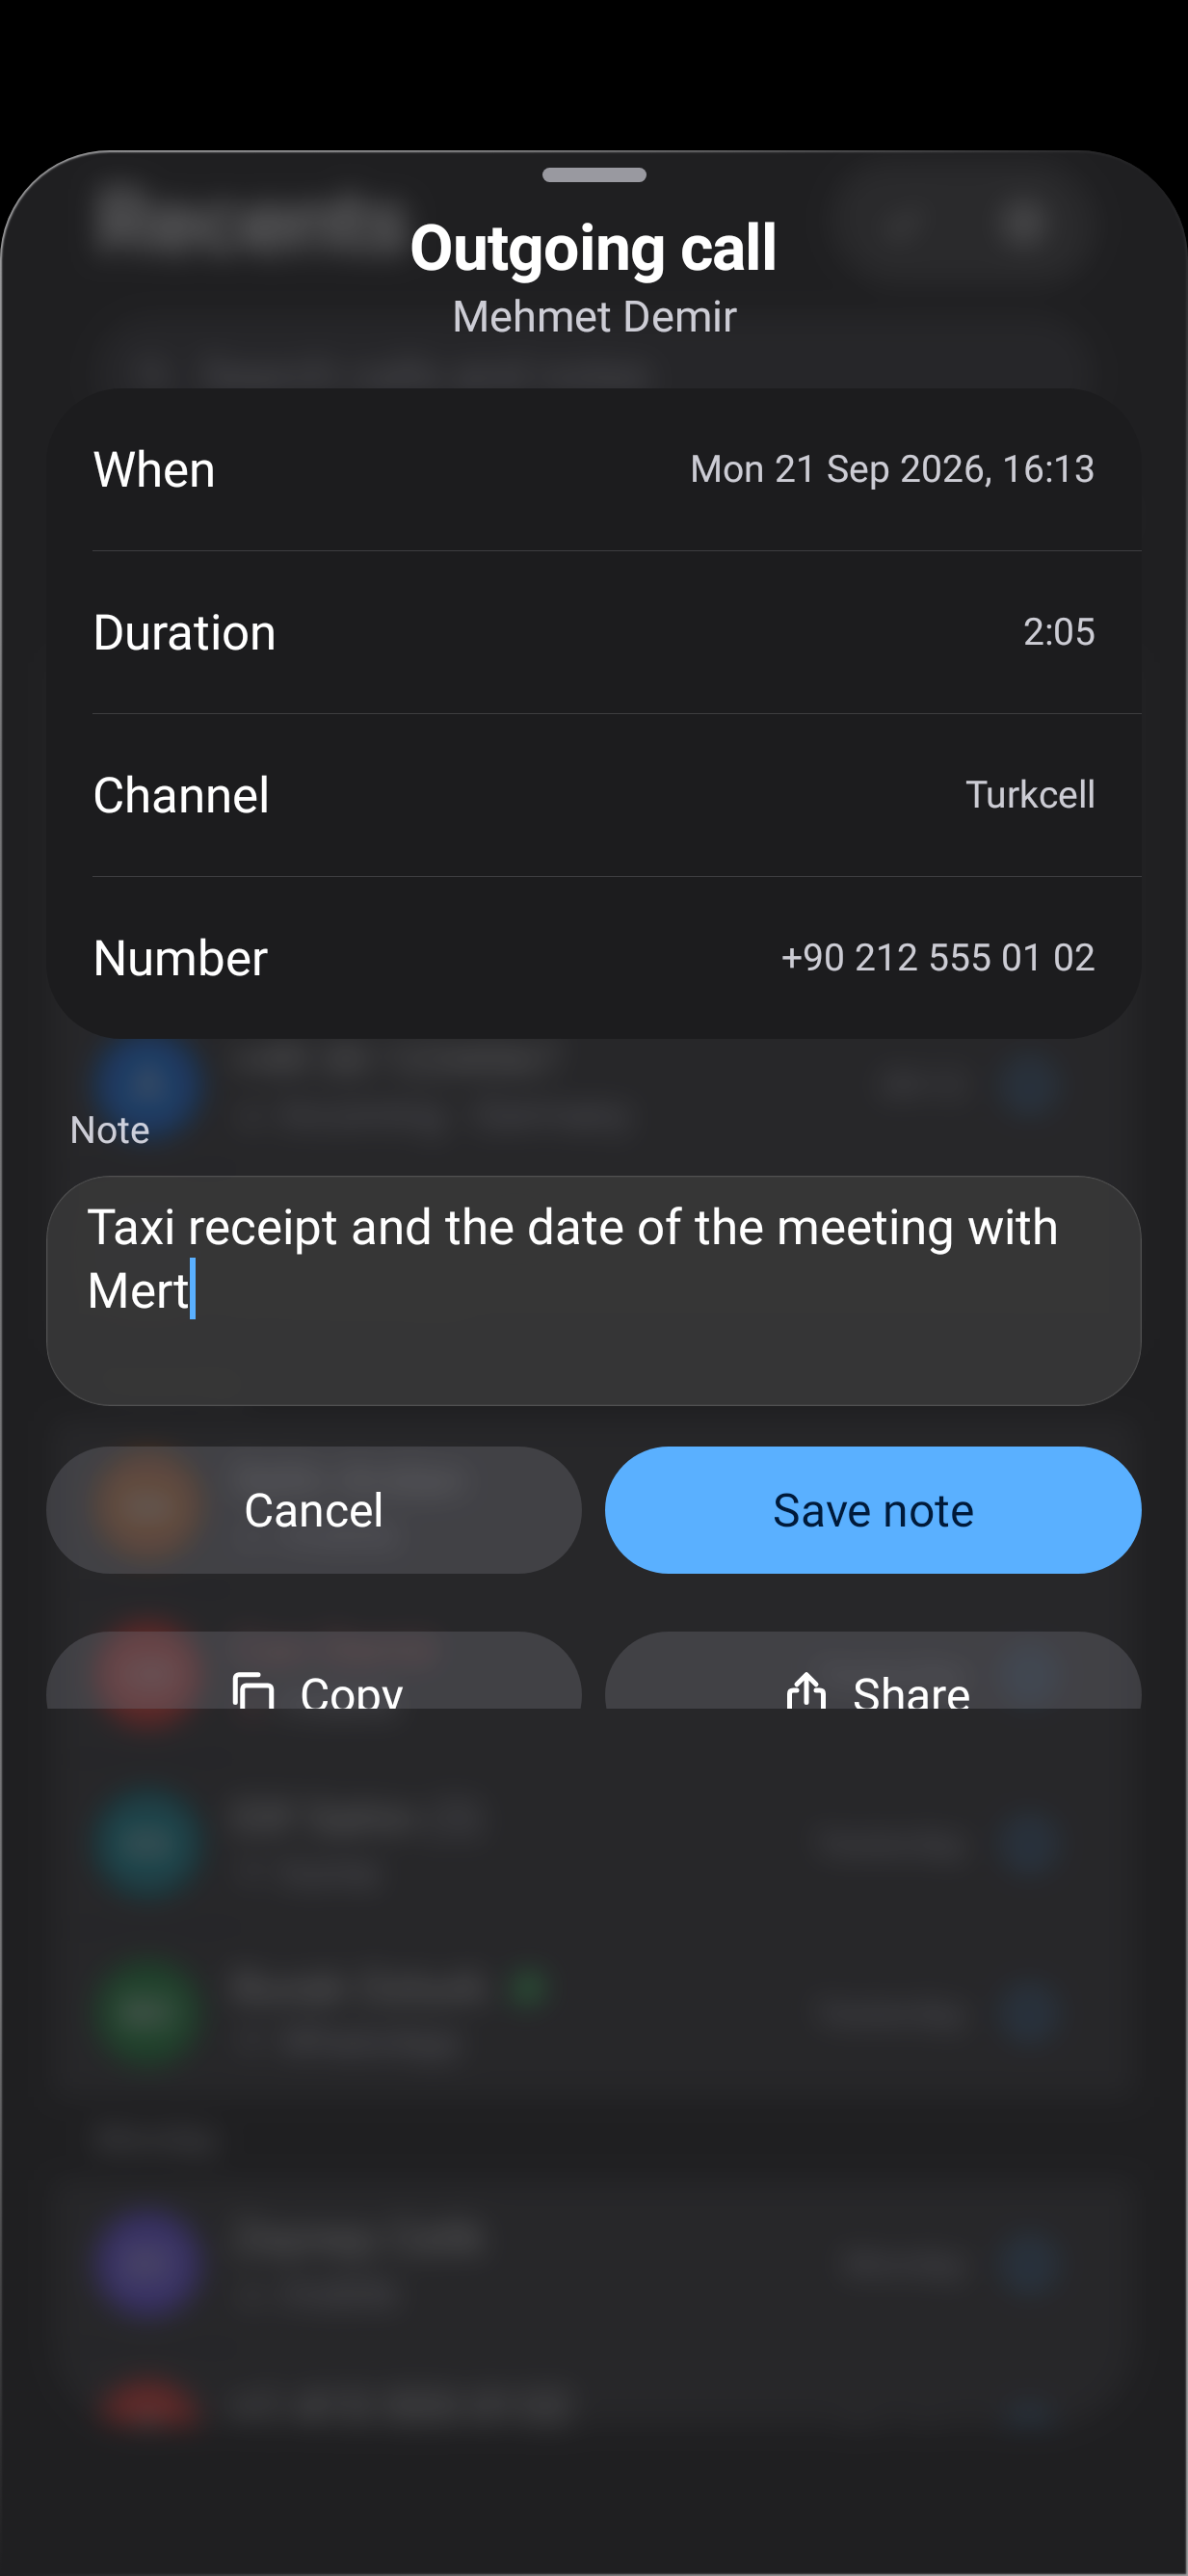 Recents
Outgoing call
Mehmet Demir
When
Mon 21 Sep 2026, 16:13
Duration
2:05
Channel
Turkcell
Number
+90 212 555 01 02
Note
Taxi receipt and the date of the meeting with
Mert
Cancel
Save note
Copy
Share